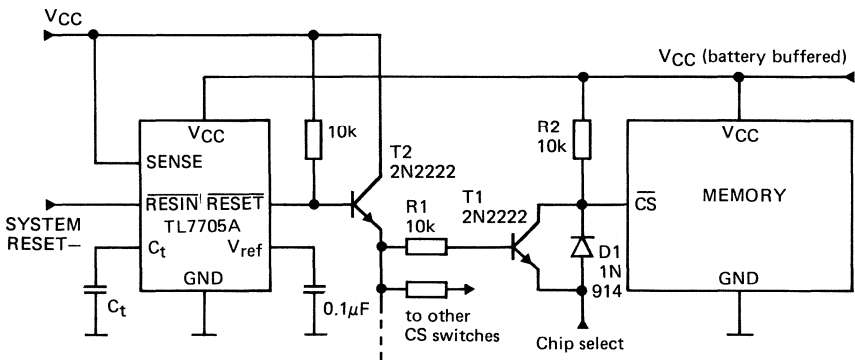 VCC
VCC (battery buffered)
VCC
SENSE
RESIN RESET
TL7705A
Ct Vref
GND
SYSTEM
RESET–
Ct
10k
0.1µF
T2
2N2222
R1
10k
T1
2N2222
to other
CS switches
R2
10k
D1
1N
914
Chip select
VCC
CS
MEMORY
GND